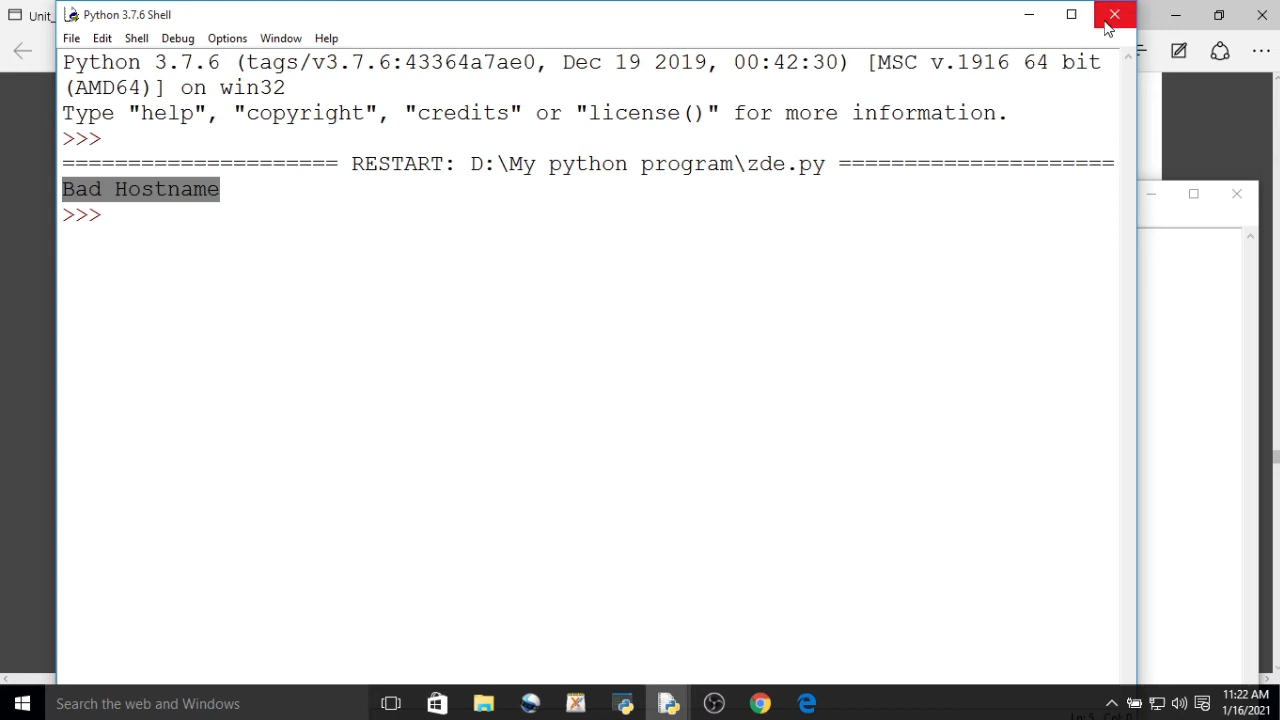 Unit_
Python 3.7.6 Shell
File Edit Shell Debug Options Window Help
Python 3.7.6 (tags/v3.7.6:43364a7ae0, Dec 19 2019, 00:42:30) [MSC v.1916 64 bit
(AMD64)] on win32
Type "help", "copyright", "credits" or "license()" for more information.
>>>
===================== RESTART: D:\My python program\zde.py =====================
Bad Hostname
>>>
Search the web and Windows
11:22 AM
1/16/2021